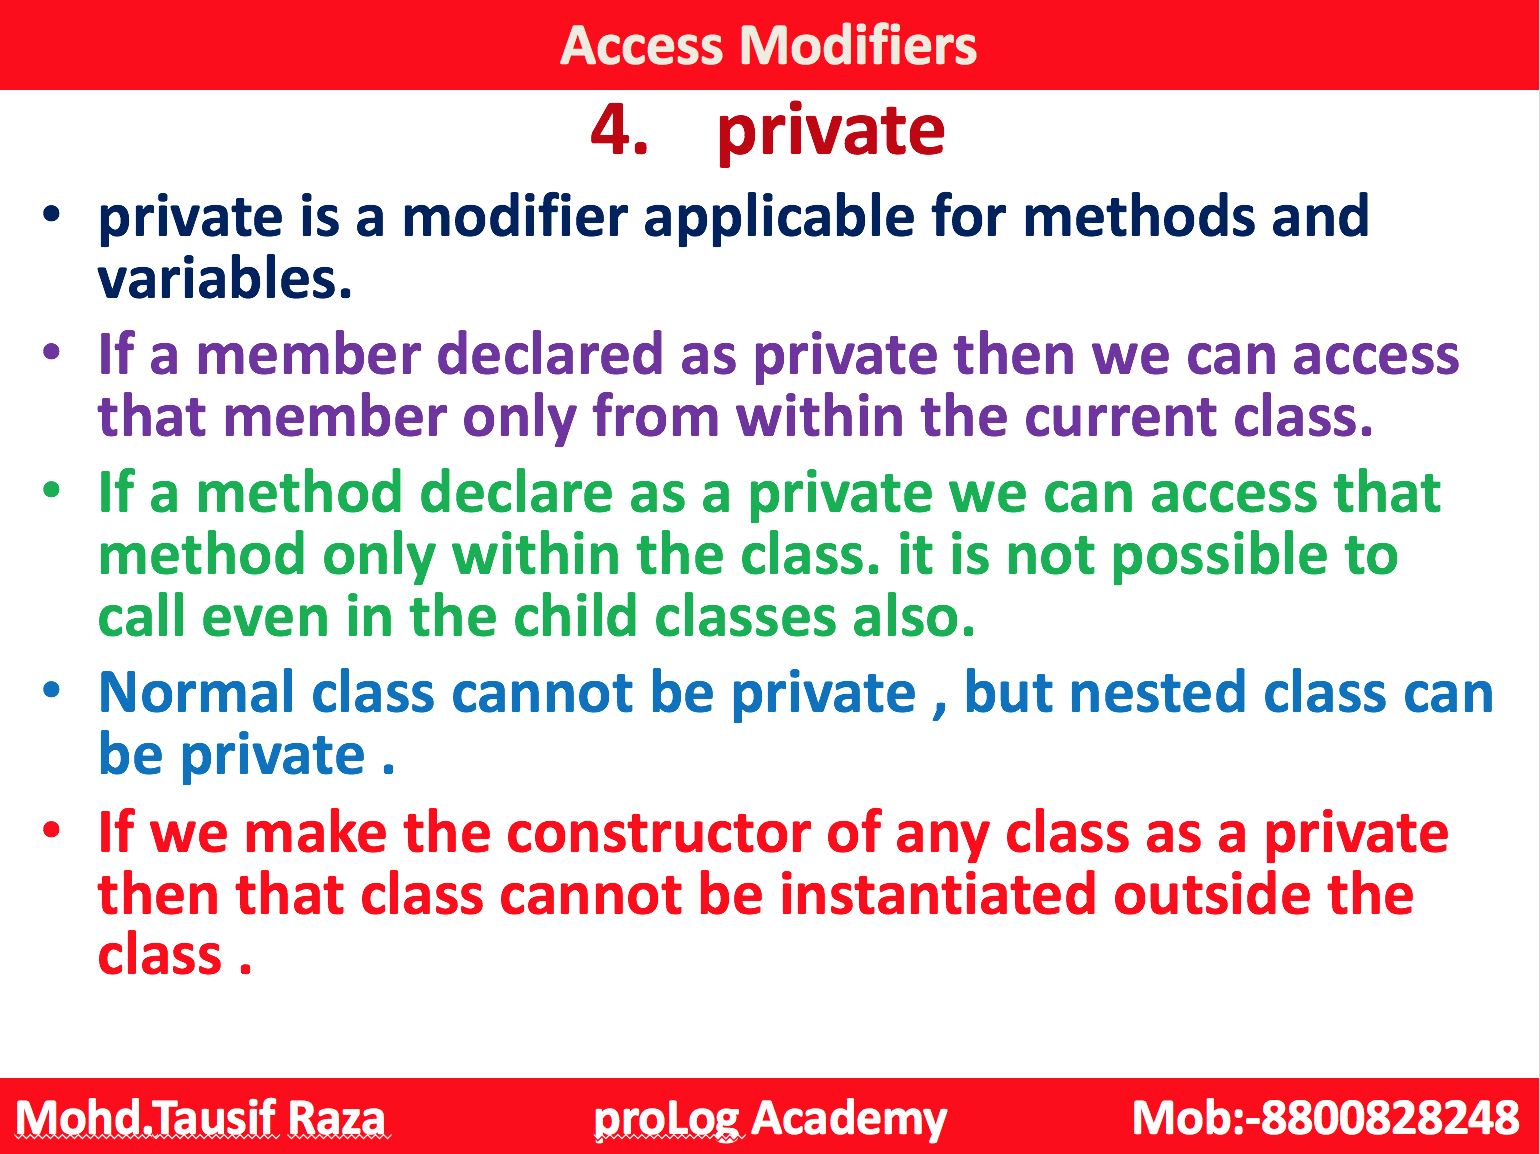 Access Modifiers
4. private
• private is a modifier applicable for methods and
variables.
• If a member declared as private then we can access
that member only from within the current class.
• If a method declare as a private we can access that
method only within the class. it is not possible to
call even in the child classes also.
• Normal class cannot be private , but nested class can
be private .
• If we make the constructor of any class as a private
then that class cannot be instantiated outside the
class .
Mohd.Tausif Raza proLog Academy Mob:-8800828248